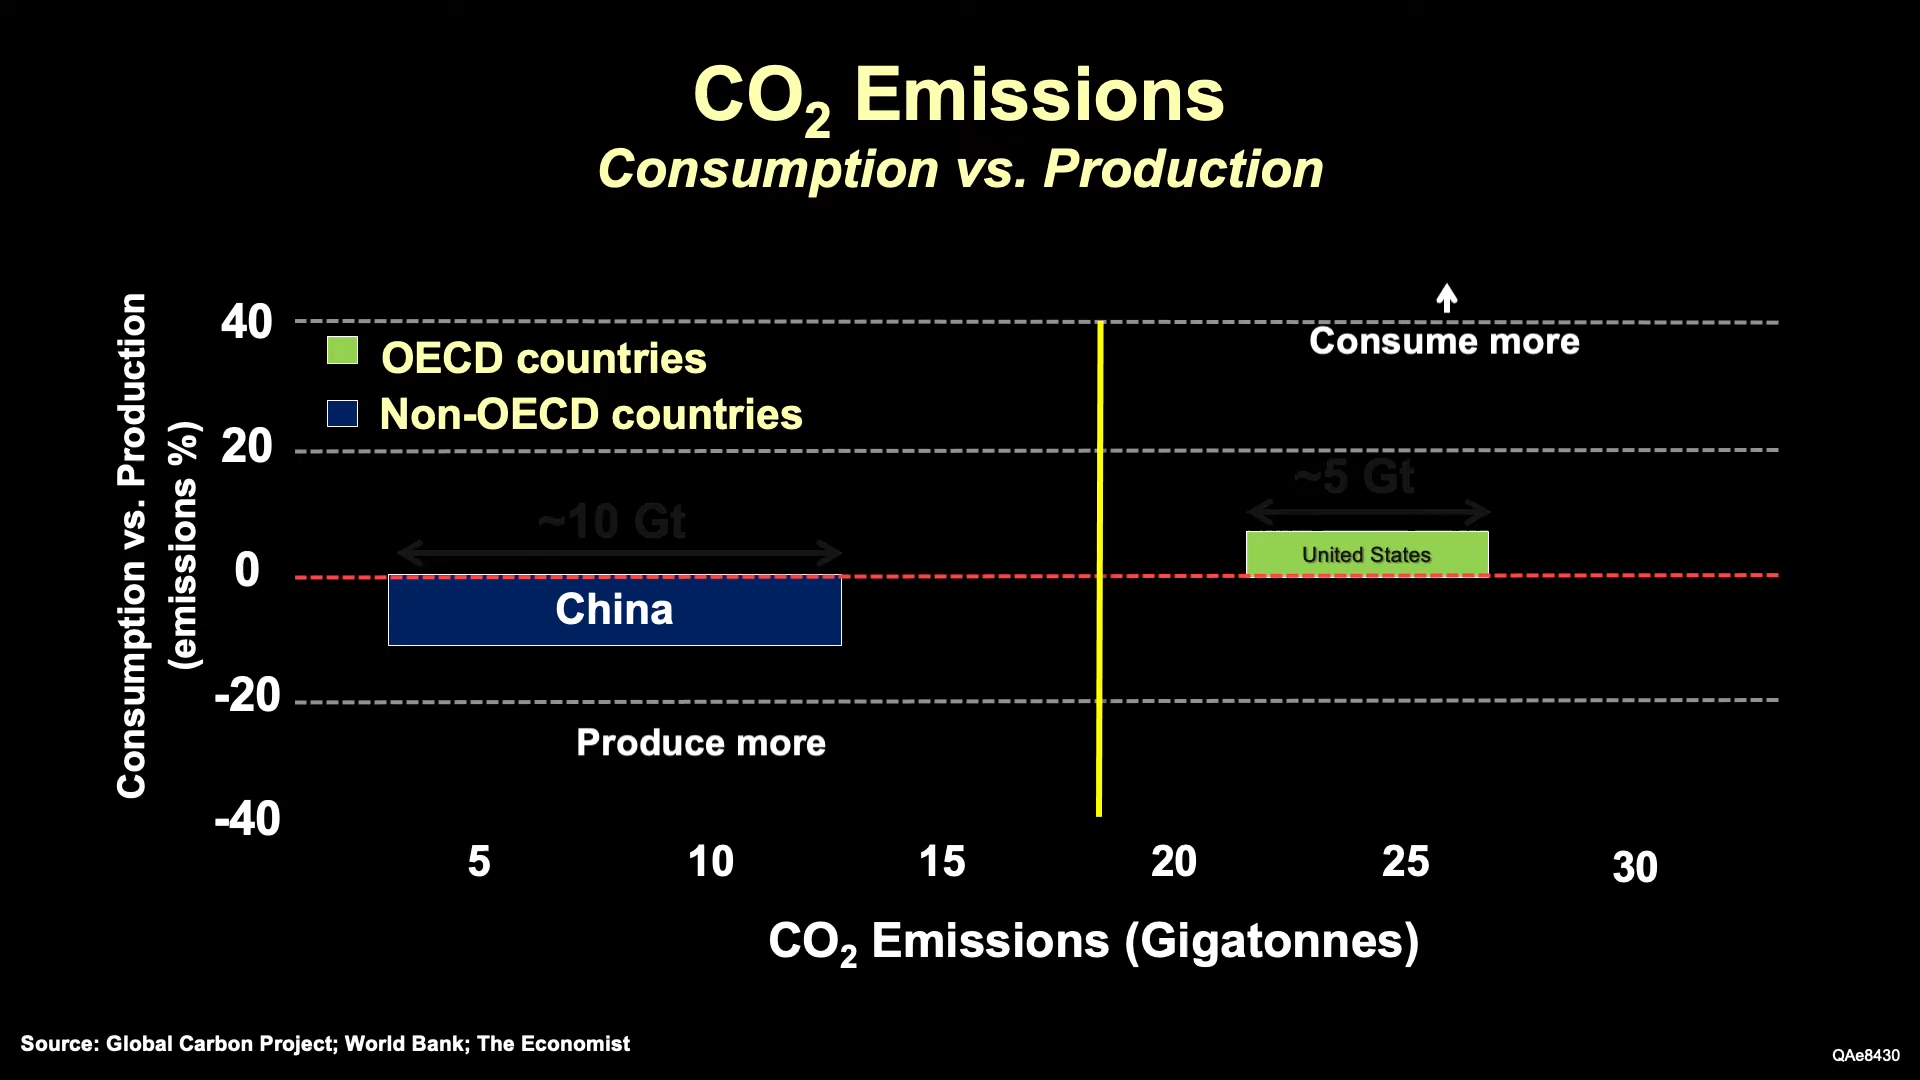 CO₂ Emissions
Consumption vs. Production
Consumption vs. Production
(emissions %)
40
20
0
-20
-40
OECD countries
Non-OECD countries
Consume more
~5 Gt
United States
~10 Gt
China
Produce more
5 10 15 20 25 30
CO₂ Emissions (Gigatonnes)
Source: Global Carbon Project; World Bank; The Economist
QAe8430